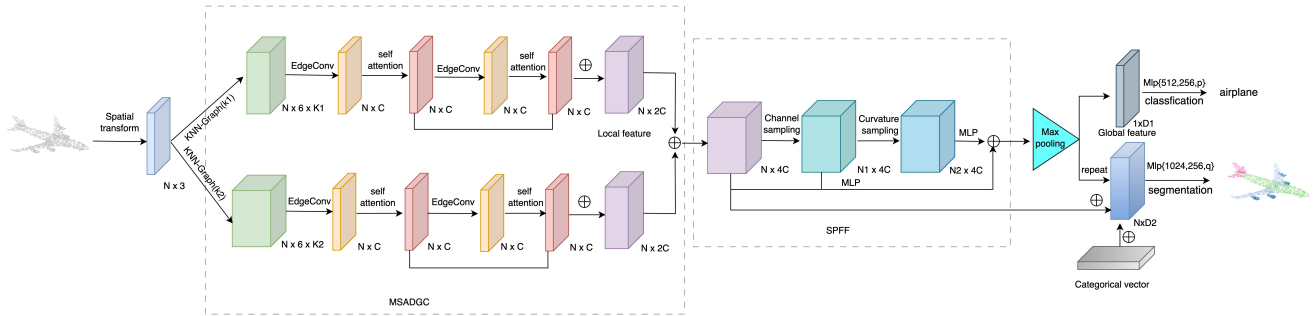 Spatial
transform
N x 3
KNN-Graph(k1)
KNN-Graph(k2)
N x 6 x K1
EdgeConv
N x C
self
attention
N x C
EdgeConv
N x C
self
attention
N x C
N x 2C
Local feature
N x 6 x K2
EdgeConv
N x C
self
attention
N x C
EdgeConv
N x C
self
attention
N x C
N x 2C
MSADGC
N x 4C
Channel
sampling
N1 x 4C
Curvature
sampling
N2 x 4C
MLP
MLP
SPFF
Max
pooling
1xD1
Global feature
Mlp{512,256,p}
classfication
airplane
repeat
NxD2
Mlp{1024,256,q}
segmentation
Categorical vector